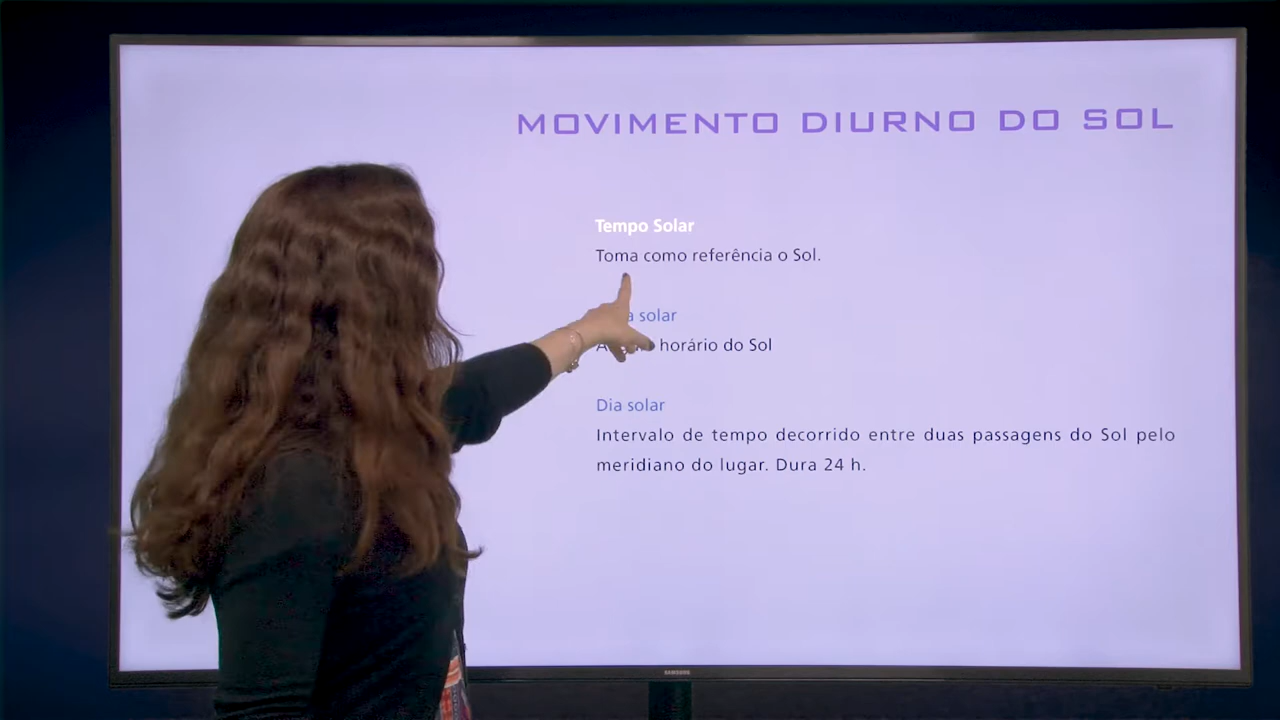 MOVIMENTO DIURNO DO SOL
Tempo Solar
Toma como referência o Sol.
solar
horário do Sol
Dia solar
Intervalo de tempo decorrido entre duas passagens do Sol pelo
meridiano do lugar. Dura 24 h.
SAMSUNG